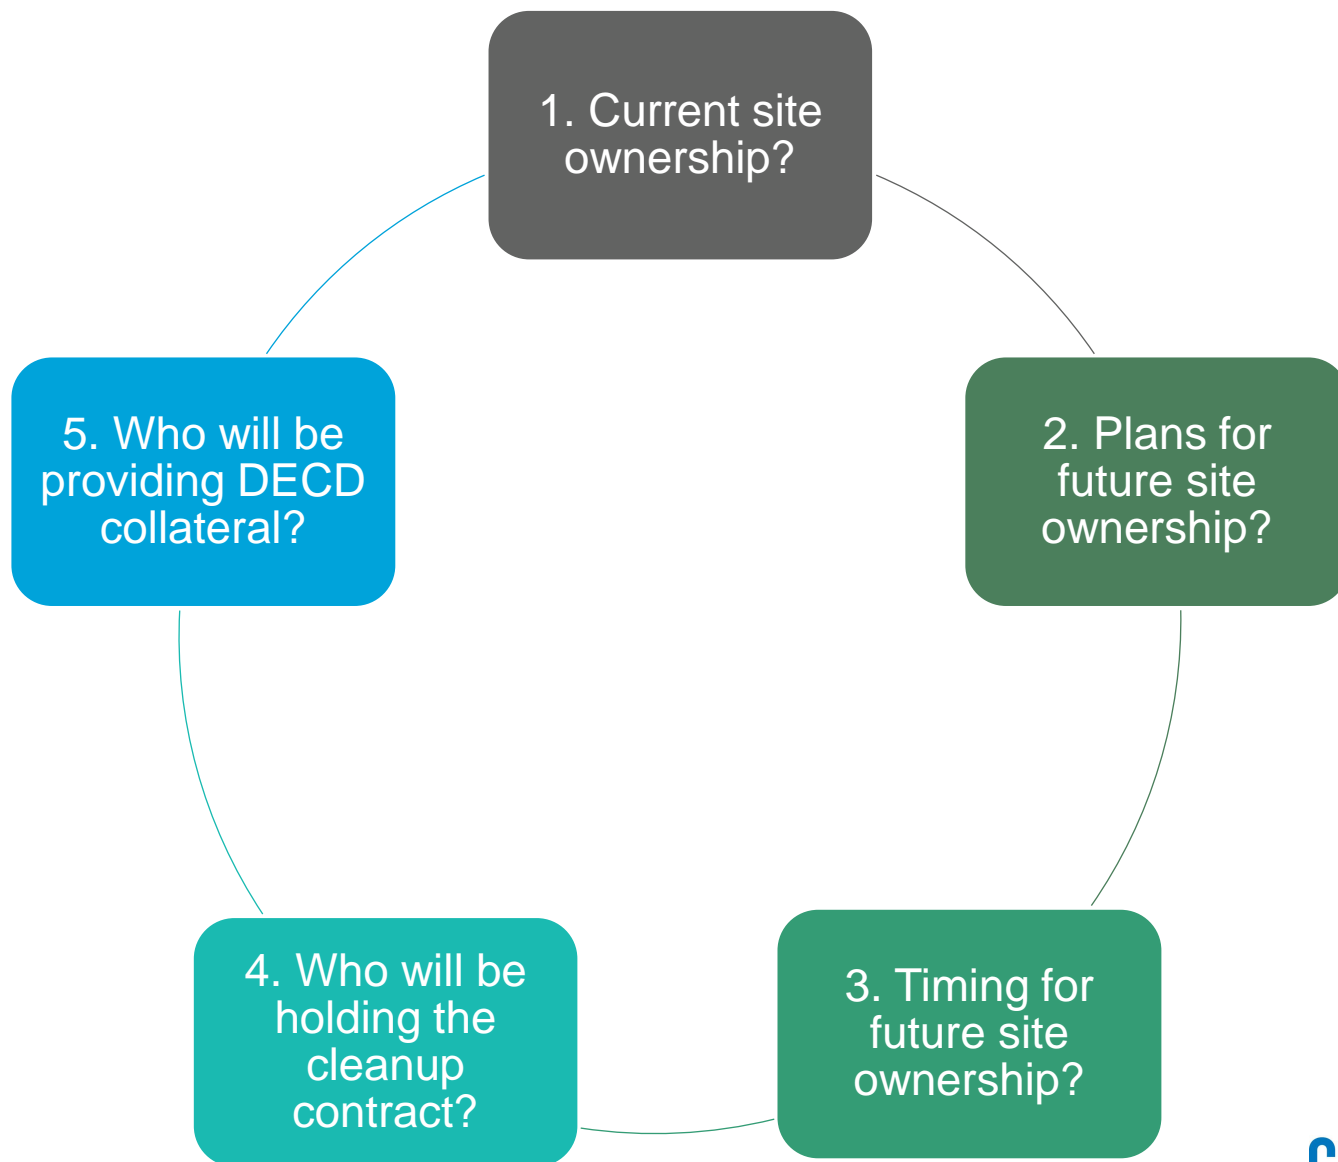 1. Current site
ownership?
2. Plans for
future site
ownership?
3. Timing for
future site
ownership?
4. Who will be
holding the
cleanup
contract?
5. Who will be
providing DECD
collateral?